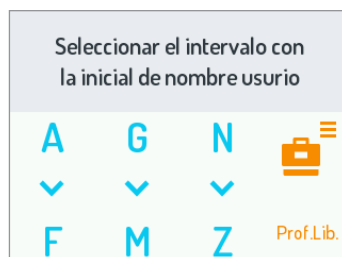 Seleccionar el intervalo con
la inicial de nombre usurio
A G N
F M Z Prof.Lib.